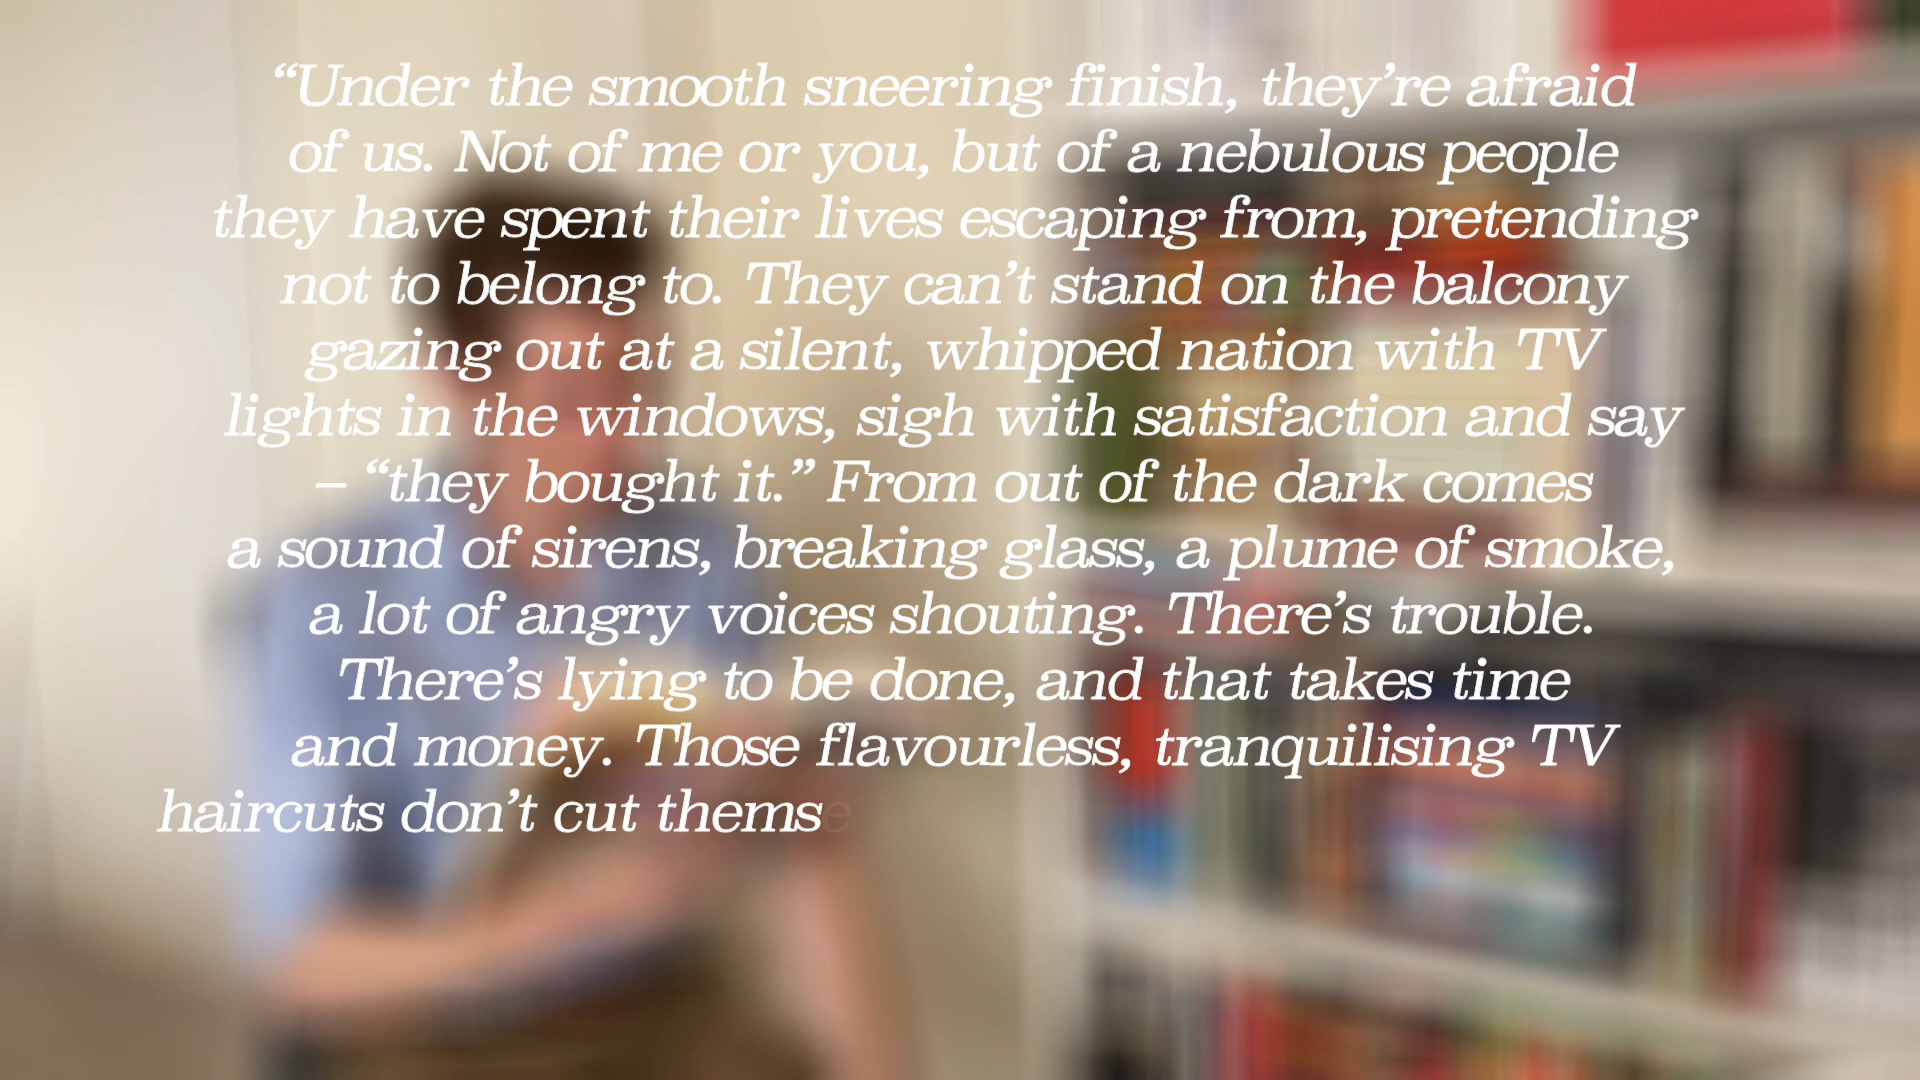 “Under the smooth sneering finish, they’re afraid
of us. Not of me or you, but of a nebulous people
they have spent their lives escaping from, pretending
not to belong to. They can’t stand on the balcony
gazing out at a silent, whipped nation with TV
lights in the windows, sigh with satisfaction and say
– “they bought it.” From out of the dark comes
a sound of sirens, breaking glass, a plume of smoke,
a lot of angry voices shouting. There’s trouble.
There’s lying to be done, and that takes time
and money. Those flavourless, tranquilising TV
haircuts don’t cut themse